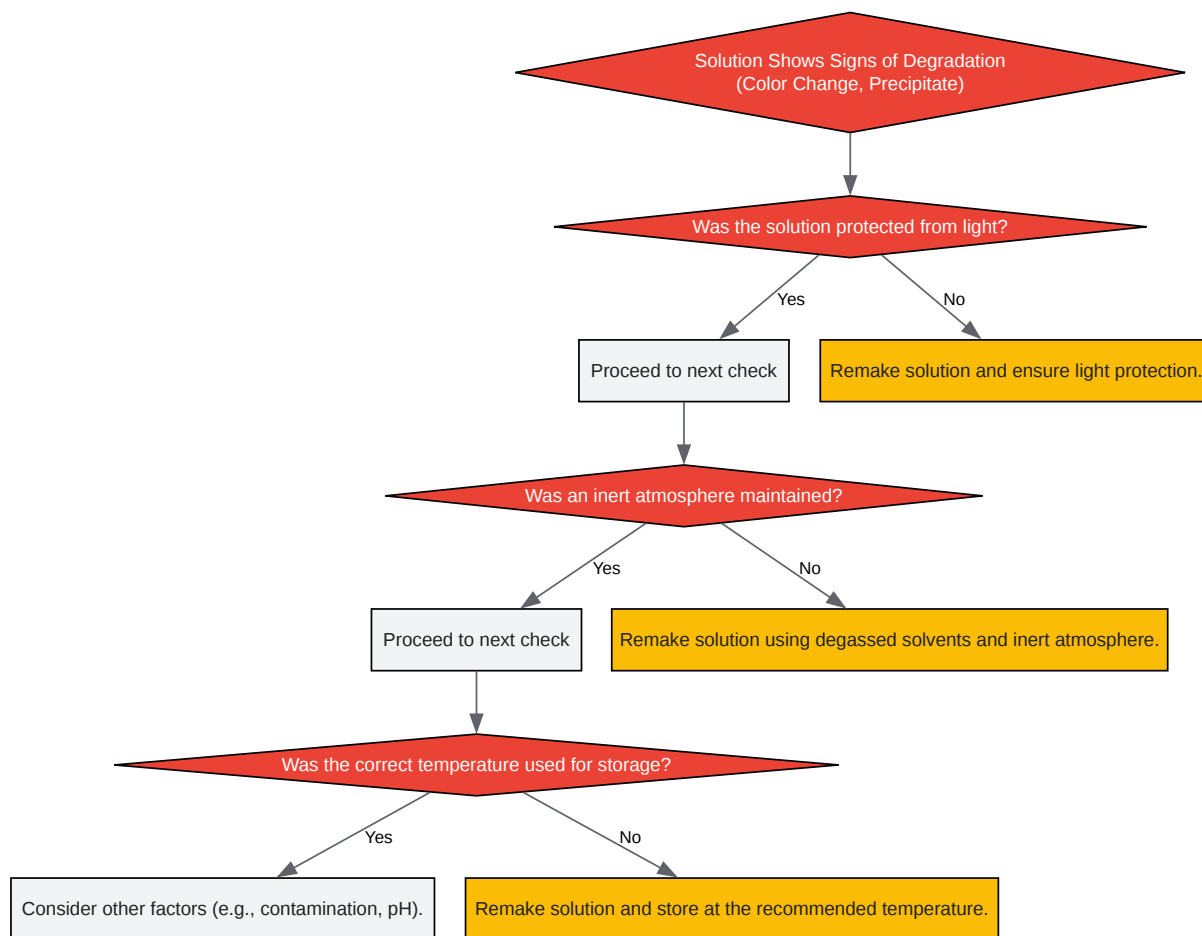 Solution Shows Signs of Degradation
(Color Change, Precipitate)
Was the solution protected from light?
Yes
No
Proceed to next check
Remake solution and ensure light protection.
Was an inert atmosphere maintained?
Yes
No
Proceed to next check
Remake solution using degassed solvents and inert atmosphere.
Was the correct temperature used for storage?
Yes
No
Consider other factors (e.g., contamination, pH).
Remake solution and store at the recommended temperature.